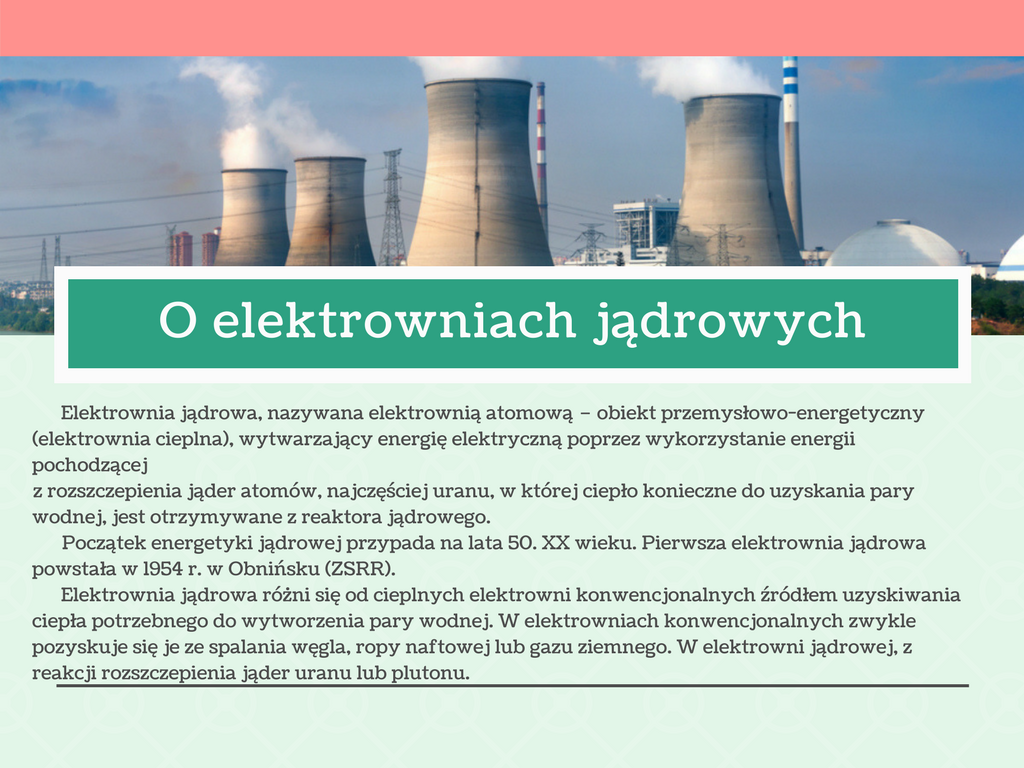 O elektrowniach jądrowych
Elektrownia jądrowa, nazywana elektrownią atomową – obiekt przemysłowo-energetyczny
(elektrownia cieplna), wytwarzający energię elektryczną poprzez wykorzystanie energii
pochodzącej
z rozszczepienia jąder atomów, najczęściej uranu, w której ciepło konieczne do uzyskania pary
wodnej, jest otrzymywane z reaktora jądrowego.
Początek energetyki jądrowej przypada na lata 50. XX wieku. Pierwsza elektrownia jądrowa
powstała w 1954 r. w Obnińsku (ZSRR).
Elektrownia jądrowa różni się od cieplnych elektrowni konwencjonalnych źródłem uzyskiwania
ciepła potrzebnego do wytworzenia pary wodnej. W elektrowniach konwencjonalnych zwykle
pozyskuje się je ze spalania węgla, ropy naftowej lub gazu ziemnego. W elektrowni jądrowej, z
reakcji rozszczepienia jąder uranu lub plutonu.